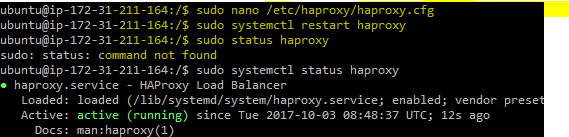 ubuntu@ip-172-31-211-164:/$ sudo nano /etc/haproxy/haproxy.cfg
ubuntu@ip-172-31-211-164:/$ sudo systemctl restart haproxy
ubuntu@ip-172-31-211-164:/$ sudo status haproxy
sudo: status: command not found
ubuntu@ip-172-31-211-164:/$ sudo systemctl status haproxy
● haproxy.service - HAProxy Load Balancer
Loaded: loaded (/lib/systemd/system/haproxy.service; enabled; vendor preset
Active: active (running) since Tue 2017-10-03 08:48:37 UTC; 12s ago
Docs: man:haproxy(1)